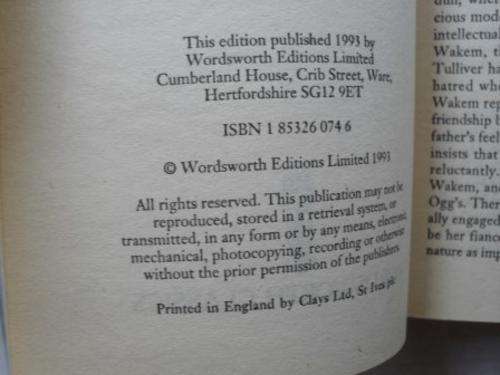 This edition published 1993 by
Wordsworth Editions Limited
Cumberland House, Crib Street, Ware,
Hertfordshire SG12 9ET
ISBN 1 85326 074 6
© Wordsworth Editions Limited 1993
All rights reserved. This publication may not be
reproduced, stored in a retrieval system, or
transmitted, in any form or by any means, electronic,
mechanical, photocopying, recording or otherwise
without the prior permission of the publishers
Printed in England by Clays Ltd, St Ives plc
cious mod
intellectual
Wakem, th
Tulliver ha
hatred whe
Wakem rep
friendship b
father's feel
insists that
reluctantly.
Wakem, an
Ogg's. Ther
ally engaged
be her fianc
nature as imp